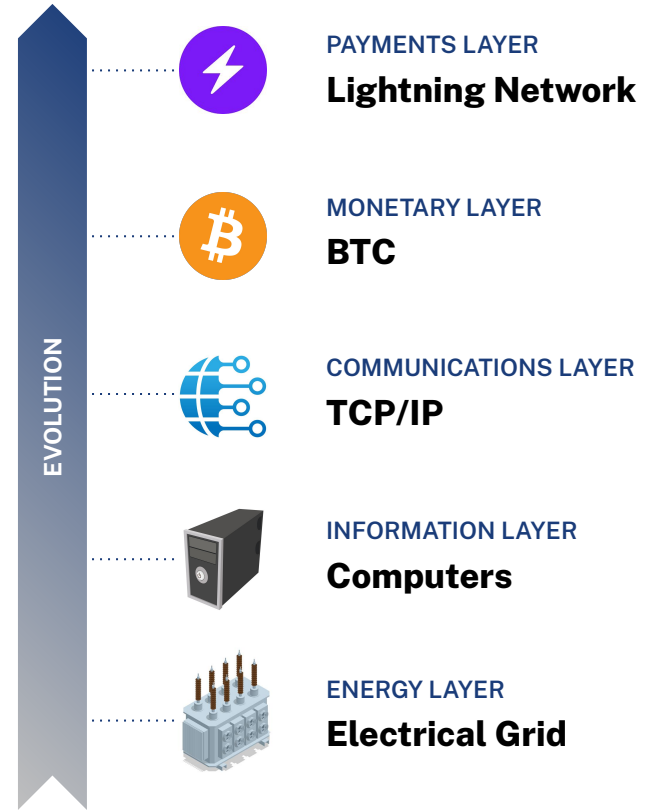 PAYMENTS LAYER
Lightning Network
MONETARY LAYER
BTC
EVOLUTION
COMMUNICATIONS LAYER
TCP/IP
INFORMATION LAYER
Computers
ENERGY LAYER
Electrical Grid